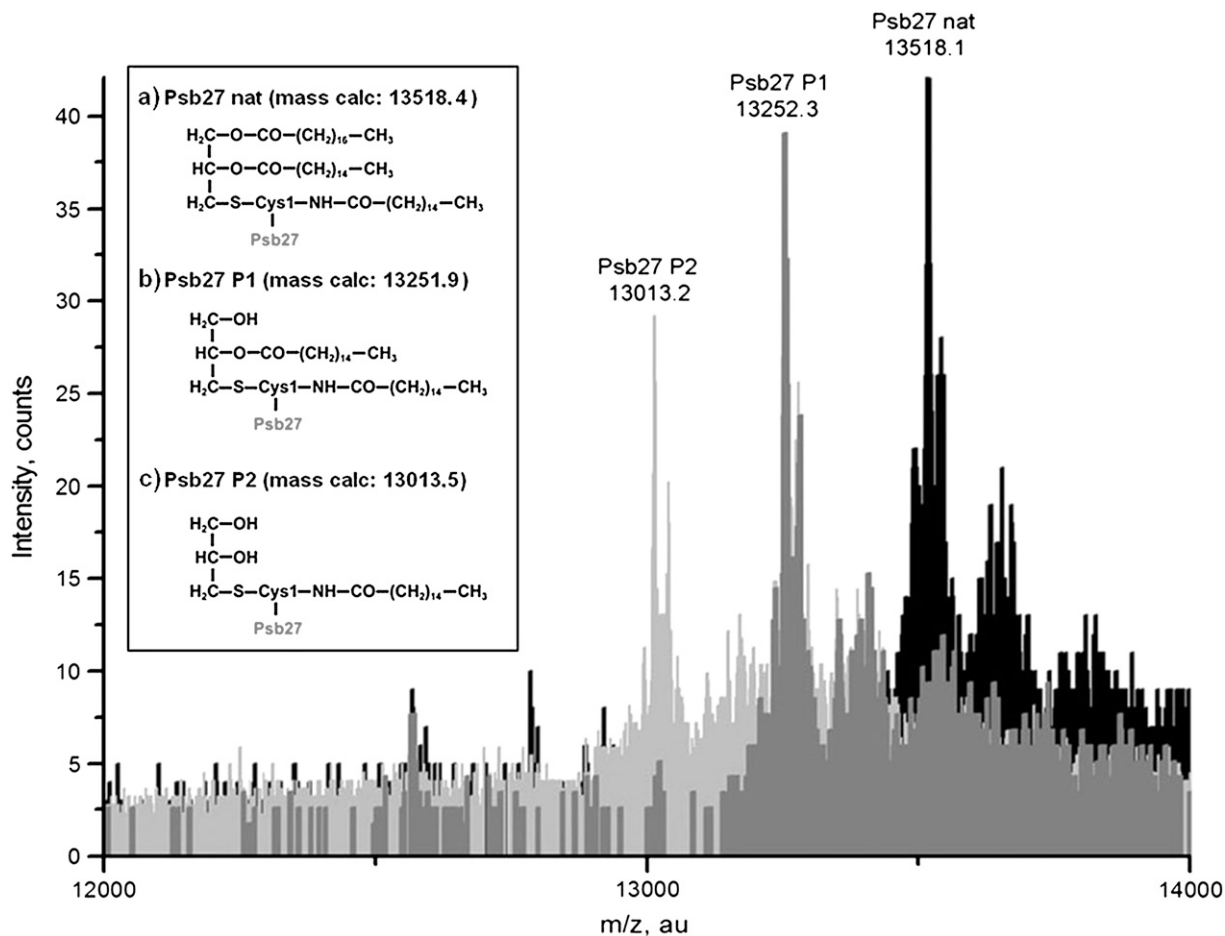 Psb27 nat
13518.1
Psb27 P1
13252.3
Psb27 P2
13013.2
a) Psb27 nat (mass calc: 13518.4)
H₂C–O–CO–(CH₂)₁₆–CH₃
HC–O–CO–(CH₂)₁₄–CH₃
H₂C–S–Cys1–NH–CO–(CH₂)₁₄–CH₃
Psb27
b) Psb27 P1 (mass calc: 13251.9)
H₂C–OH
HC–O–CO–(CH₂)₁₄–CH₃
H₂C–S–Cys1–NH–CO–(CH₂)₁₄–CH₃
Psb27
c) Psb27 P2 (mass calc: 13013.5)
H₂C–OH
HC–OH
H₂C–S–Cys1–NH–CO–(CH₂)₁₄–CH₃
Psb27
Intensity, counts
40
35
30
25
20
15
10
5
0
12000 13000 14000
m/z, au